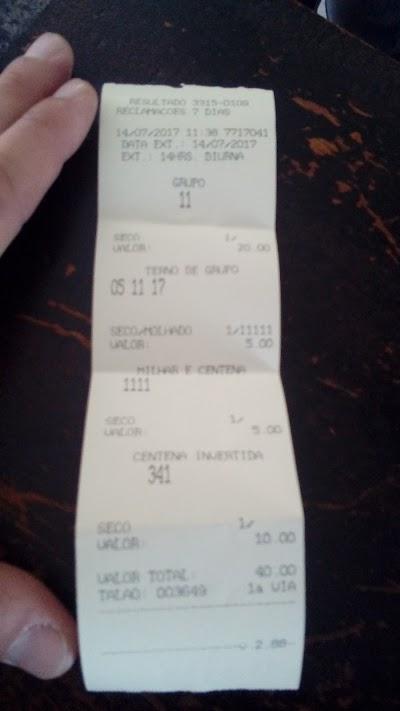 RESULTADO 3315-0109
RECLAMACOES 7 DIAS
14/07/2017 11:36 7717041
DATA EXT.: 14/07/2017
EXT.: 14HRS. DIURNA
GRUPO
11
SECO 1/
VALOR: 20.00
TERNO DE GRUPO
05 11 17
SECO/MOLHADO 1/11111
VALOR: 5.00
MILHAR E CENTENA
1111
SECO 1/
VALOR: 5.00
CENTENA INVERTIDA
341
SECO 1/
VALOR: 10.00
VALOR TOTAL: 40.00
TALAO: 003649 1a VIA